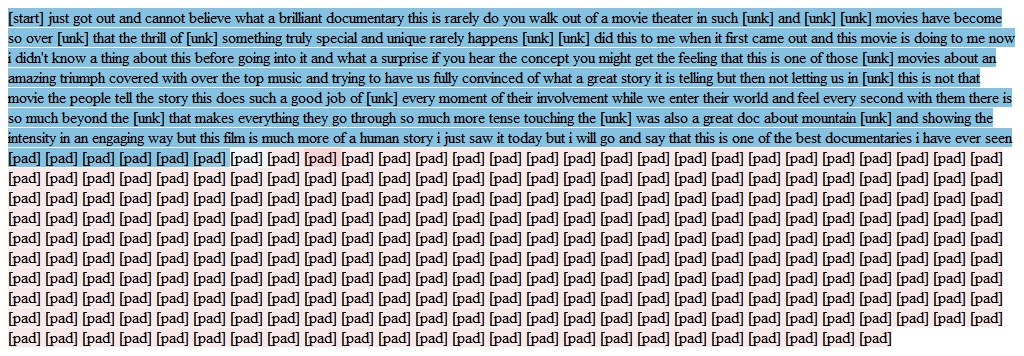 [start] just got out and cannot believe what a brilliant documentary this is rarely do you walk out of a movie theater in such [unk] and [unk] [unk] movies have become
so over [unk] that the thrill of [unk] something truly special and unique rarely happens [unk] [unk] did this to me when it first came out and this movie is doing to me now
i didn't know a thing about this before going into it and what a surprise if you hear the concept you might get the feeling that this is one of those [unk] movies about an
amazing triumph covered with over the top music and trying to have us fully convinced of what a great story it is telling but then not letting us in [unk] this is not that
movie the people tell the story this does such a good job of [unk] every moment of their involvement while we enter their world and feel every second with them there is
so much beyond the [unk] that makes everything they go through so much more tense touching the [unk] was also a great doc about mountain [unk] and showing the
intensity in an engaging way but this film is much more of a human story i just saw it today but i will go and say that this is one of the best documentaries i have ever seen
[pad] [pad] [pad] [pad] [pad] [pad] [pad] [pad] [pad] [pad] [pad] [pad] [pad] [pad] [pad] [pad] [pad] [pad] [pad] [pad] [pad] [pad] [pad] [pad] [pad] [pad] [pad]
[pad] [pad] [pad] [pad] [pad] [pad] [pad] [pad] [pad] [pad] [pad] [pad] [pad] [pad] [pad] [pad] [pad] [pad] [pad] [pad] [pad] [pad] [pad] [pad] [pad] [pad] [pad]
[pad] [pad] [pad] [pad] [pad] [pad] [pad] [pad] [pad] [pad] [pad] [pad] [pad] [pad] [pad] [pad] [pad] [pad] [pad] [pad] [pad] [pad] [pad] [pad] [pad] [pad] [pad]
[pad] [pad] [pad] [pad] [pad] [pad] [pad] [pad] [pad] [pad] [pad] [pad] [pad] [pad] [pad] [pad] [pad] [pad] [pad] [pad] [pad] [pad] [pad] [pad] [pad] [pad] [pad]
[pad] [pad] [pad] [pad] [pad] [pad] [pad] [pad] [pad] [pad] [pad] [pad] [pad] [pad] [pad] [pad] [pad] [pad] [pad] [pad] [pad] [pad] [pad] [pad] [pad] [pad] [pad]
[pad] [pad] [pad] [pad] [pad] [pad] [pad] [pad] [pad] [pad] [pad] [pad] [pad] [pad] [pad] [pad] [pad] [pad] [pad] [pad] [pad] [pad] [pad] [pad] [pad] [pad] [pad]
[pad] [pad] [pad] [pad] [pad] [pad] [pad] [pad] [pad] [pad] [pad] [pad] [pad] [pad] [pad] [pad] [pad] [pad] [pad] [pad] [pad] [pad] [pad] [pad] [pad] [pad] [pad]
[pad] [pad] [pad] [pad] [pad] [pad] [pad] [pad] [pad] [pad] [pad] [pad] [pad] [pad] [pad] [pad] [pad] [pad] [pad] [pad] [pad] [pad] [pad] [pad] [pad] [pad] [pad]
[pad] [pad] [pad] [pad] [pad] [pad] [pad] [pad] [pad] [pad] [pad] [pad] [pad] [pad] [pad] [pad] [pad] [pad] [pad] [pad] [pad] [pad] [pad] [pad] [pad] [pad] [pad]
[pad] [pad] [pad] [pad] [pad] [pad] [pad] [pad] [pad] [pad] [pad] [pad] [pad] [pad] [pad] [pad] [pad] [pad] [pad] [pad] [pad] [pad] [pad] [pad]